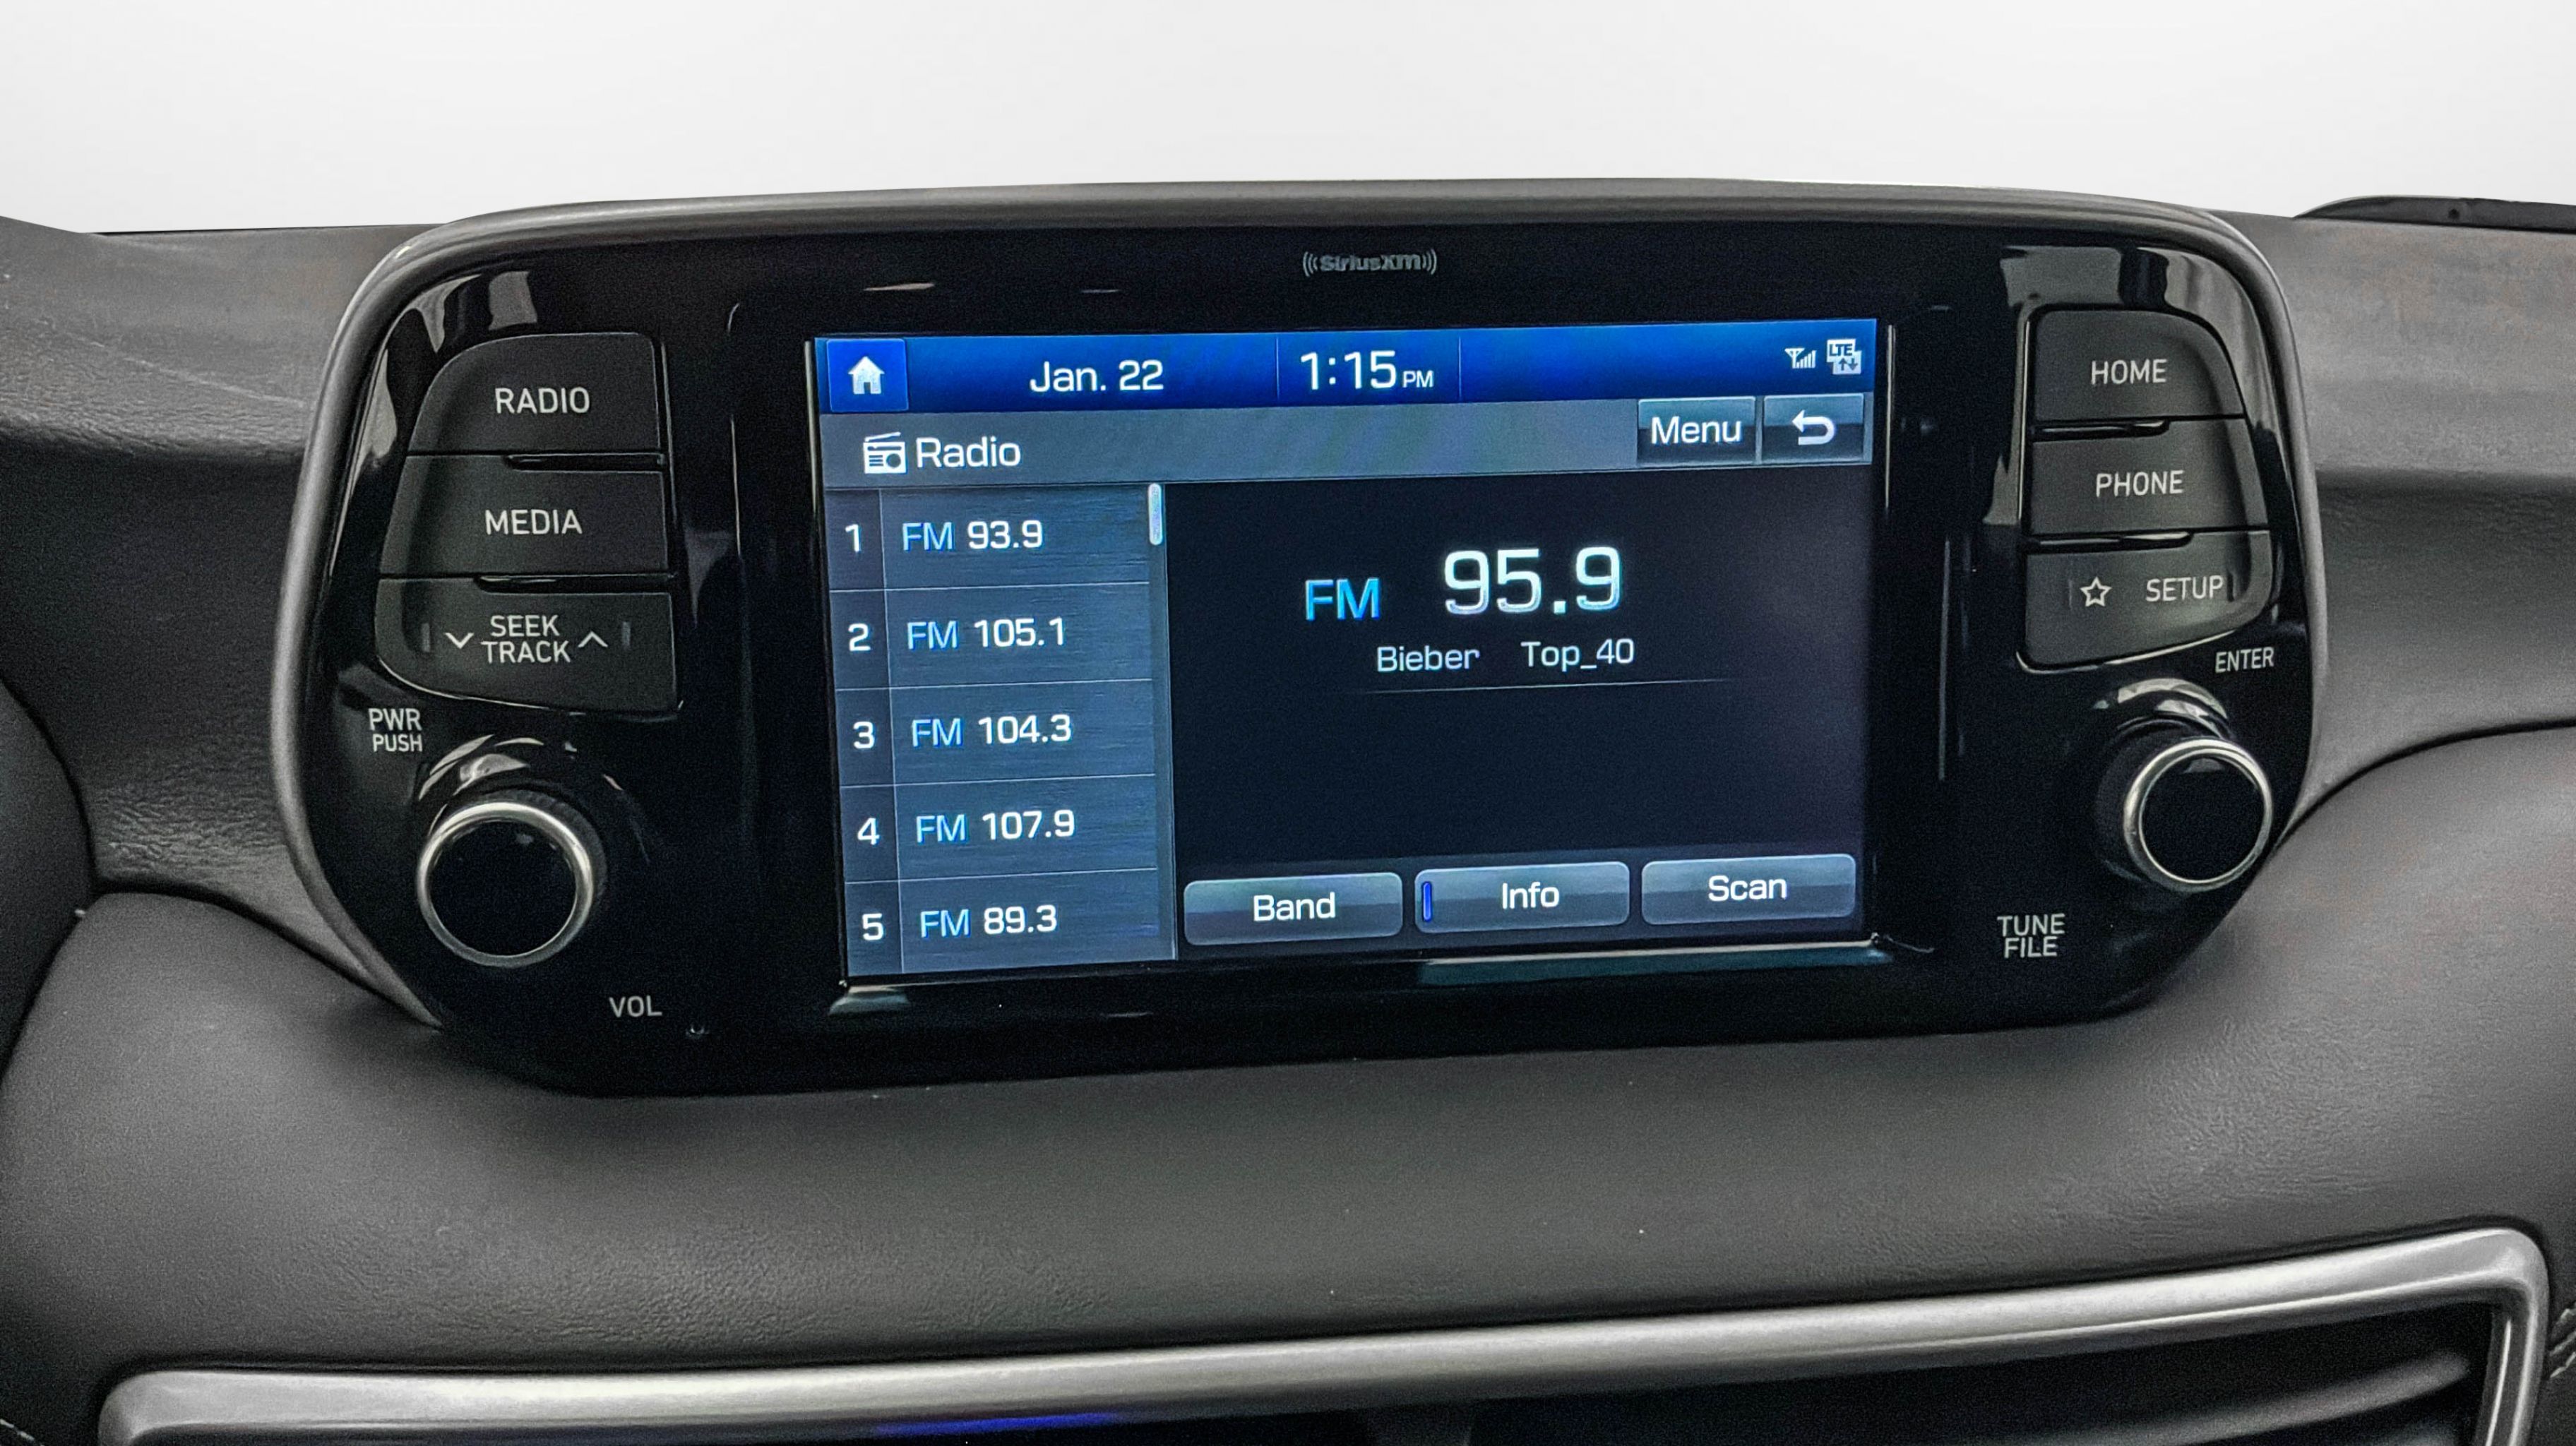 SiriusXM
RADIO
MEDIA
SEEK
TRACK
PWR
PUSH
VOL
Jan. 22
1:15 PM
LTE
Radio
Menu
1 FM 93.9
2 FM 105.1
3 FM 104.3
4 FM 107.9
5 FM 89.3
FM 95.9
Bieber Top_40
Band
Info
Scan
HOME
PHONE
SETUP
ENTER
TUNE
FILE